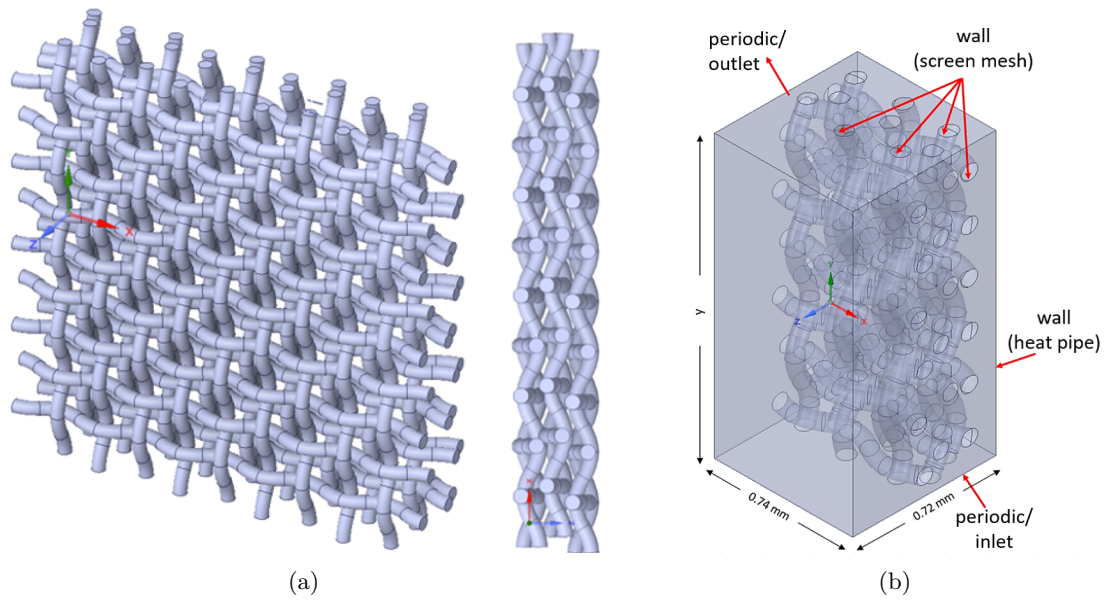 periodic/
outlet
wall
(screen mesh)
Y
X
Z
Y
Z
X
y
wall
(heat pipe)
0.74 mm
0.72 mm
periodic/
inlet
(a)
(b)